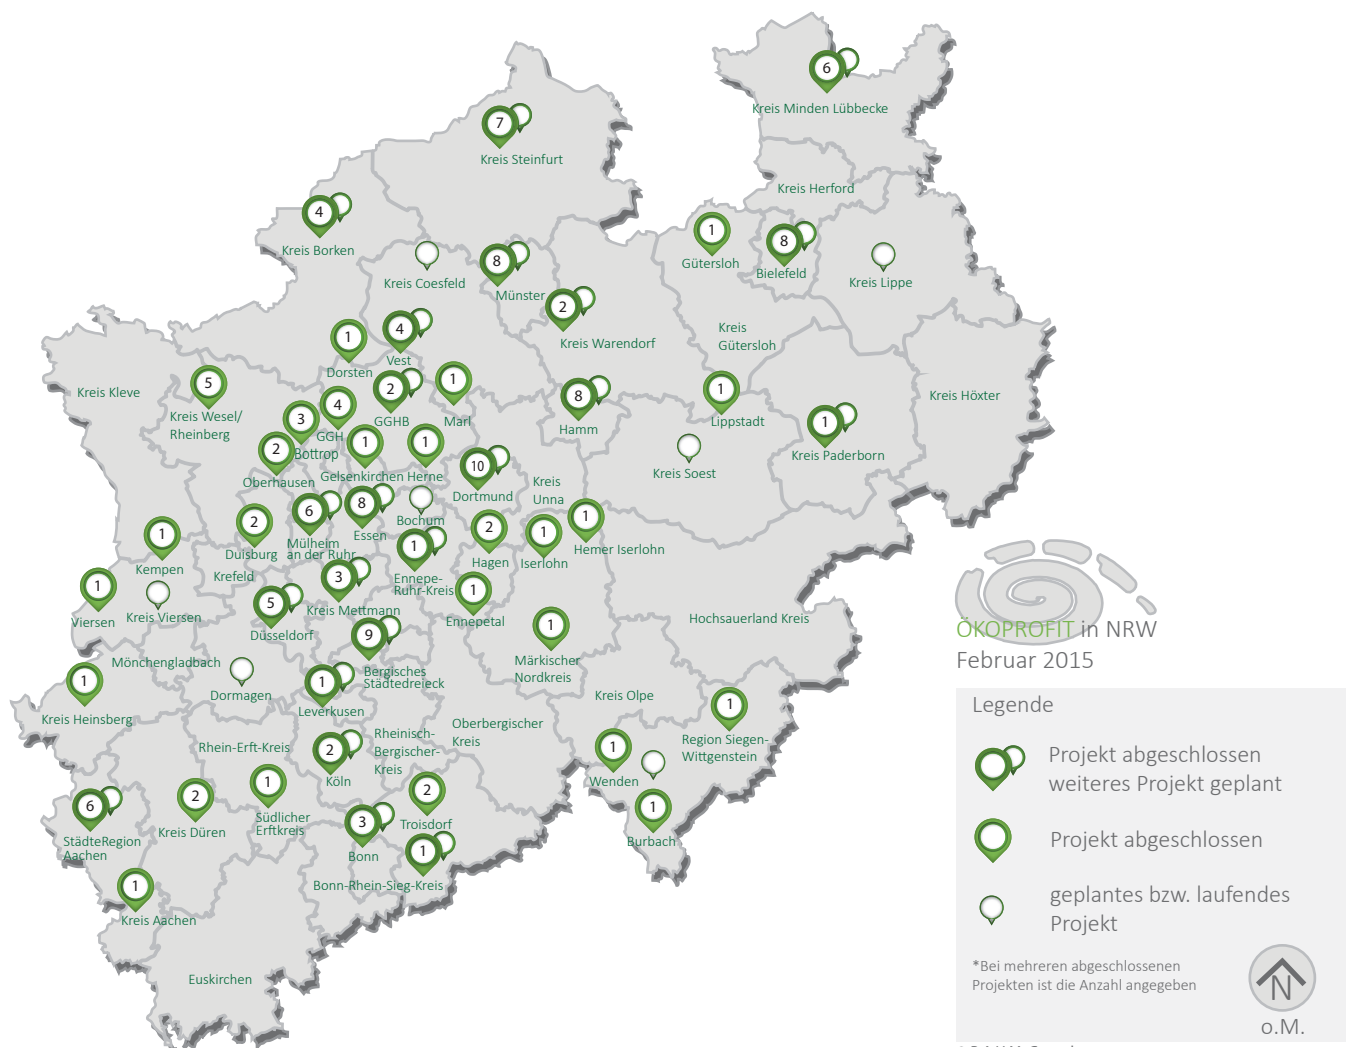 6
Kreis Minden Lübbecke
7
Kreis Steinfurt
Kreis Herford
4
Kreis Borken
1
Gütersloh
8
Bielefeld
Kreis Lippe
Kreis Coesfeld
8
Münster
2
Kreis Warendorf
Kreis
Gütersloh
1
Dorsten
4
Vest
Kreis Kleve
5
Kreis Wesel/
Rheinberg
2
GGHB
1
Marl
8
Hamm
1
Lippstadt
Kreis Höxter
1
Kreis Paderborn
3
Bottrop
4
GGH
2
Oberhausen
1
Gelsenkirchen
1
Herne
10
Dortmund
Kreis
Unna
Kreis Soest
2
Duisburg
6
Mülheim
an der Ruhr
8
Essen
Bochum
1
Ennepe-
Ruhr-Kreis
2
Hagen
1
Iserlohn
1
Hemer Iserlohn
1
Kempen
Krefeld
1
Viersen
Kreis Viersen
3
Kreis Mettmann
5
Düsseldorf
1
Ennepetal
9
Bergisches
Städtedreieck
1
Märkischer
Nordkreis
Hochsauerland Kreis
Mönchengladbach
Dormagen
1
Kreis Heinsberg
1
Leverkusen
Kreis Olpe
Oberbergischer
Kreis
1
Region Siegen-
Wittgenstein
Rhein-Erft-Kreis
2
Köln
Rheinisch-
Bergischer-
Kreis
1
Wenden
6
StädteRegion
Aachen
2
Kreis Düren
1
Südlicher
Erftkreis
2
Troisdorf
3
Bonn
1
Bonn-Rhein-Sieg-Kreis
1
Burbach
1
Kreis Aachen
Euskirchen
ÖKOPROFIT in NRW
Februar 2015
Legende
Projekt abgeschlossen
weiteres Projekt geplant
Projekt abgeschlossen
geplantes bzw. laufendes
Projekt
*Bei mehreren abgeschlossenen
Projekten ist die Anzahl angegeben
N
o.M.